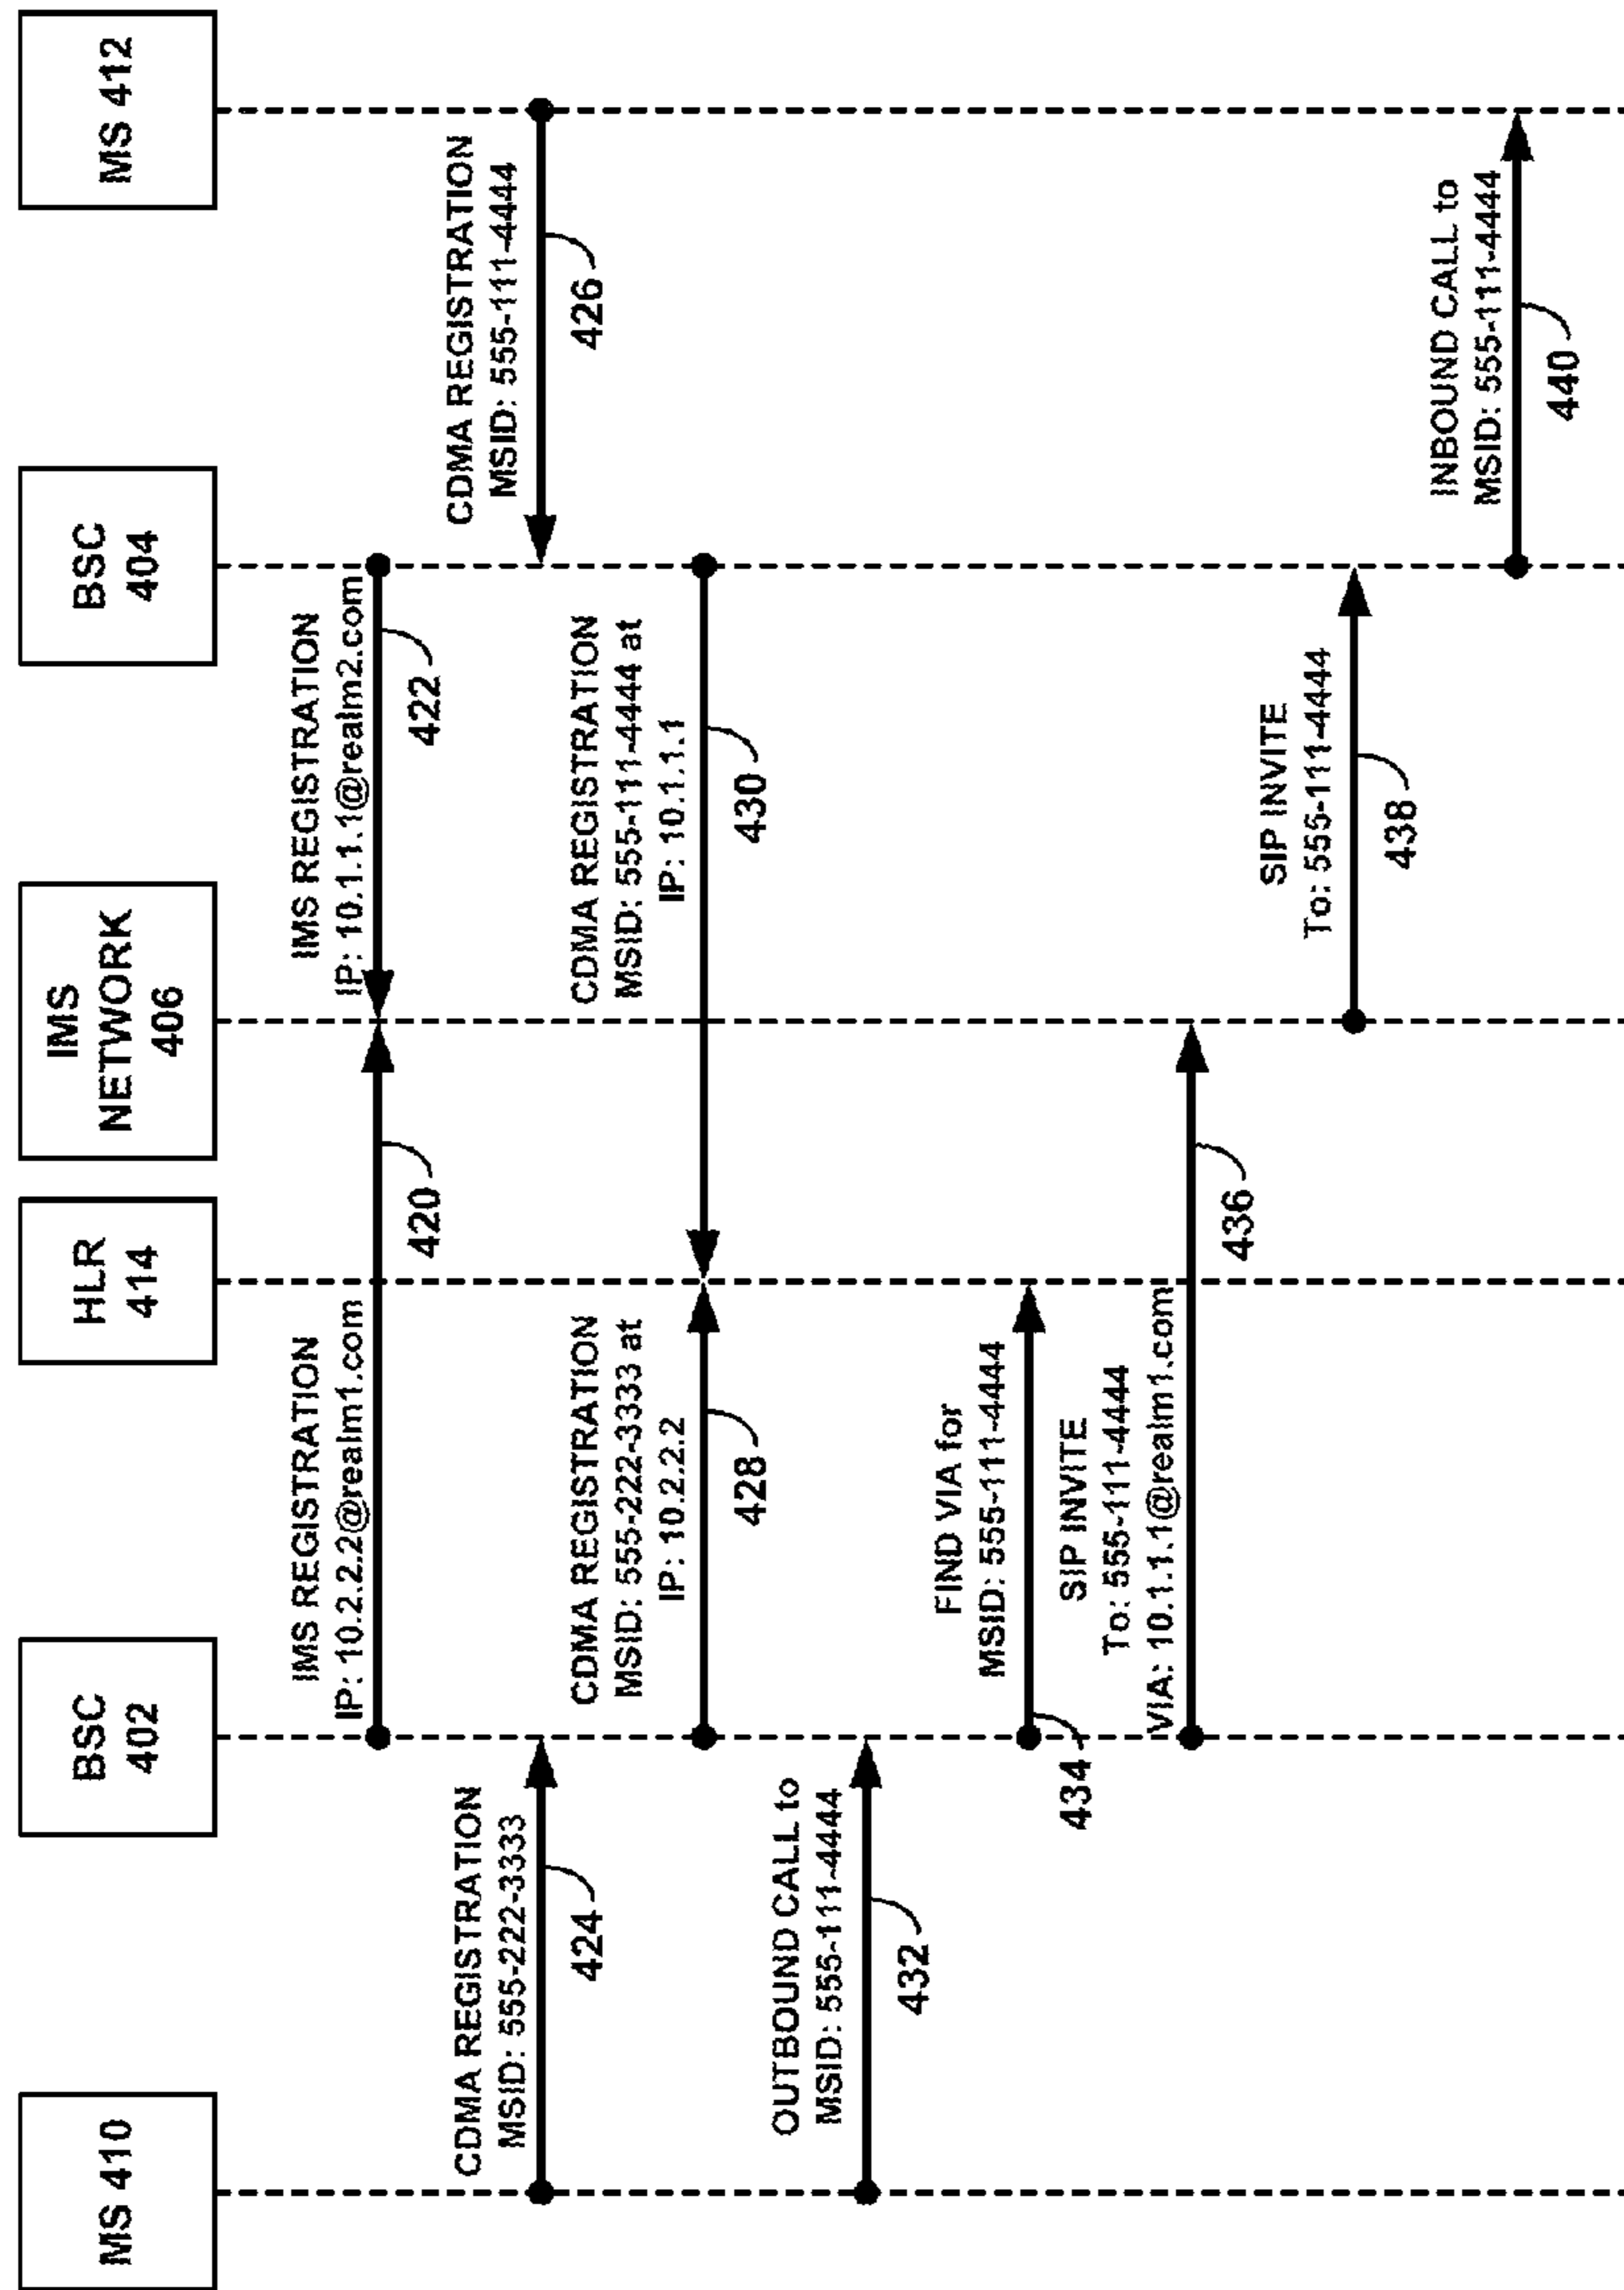 MS 410
BSC
402
HLR
414
IMS
NETWORK
406
BSC
404
MS 412
IMS REGISTRATION
IP: 10.2.2.2@realm1.com
420
IMS REGISTRATION
IP: 10.1.1.1@realm2.com
422
CDMA REGISTRATION
MSID: 555-222-3333
424
CDMA REGISTRATION
MSID: 555-111-4444
426
CDMA REGISTRATION
MSID: 555-222-3333 at
IP: 10.2.2.2
428
CDMA REGISTRATION
MSID: 555-111-4444 at
IP: 10.1.1.1
430
OUTBOUND CALL to
MSID: 555-111-4444
432
FIND VIA for
MSID: 555-111-4444
434
SIP INVITE
To: 555-111-4444
VIA: 10.1.1.1@realm1.com
436
SIP INVITE
To: 555-111-4444
438
INBOUND CALL to
MSID: 555-111-4444
440